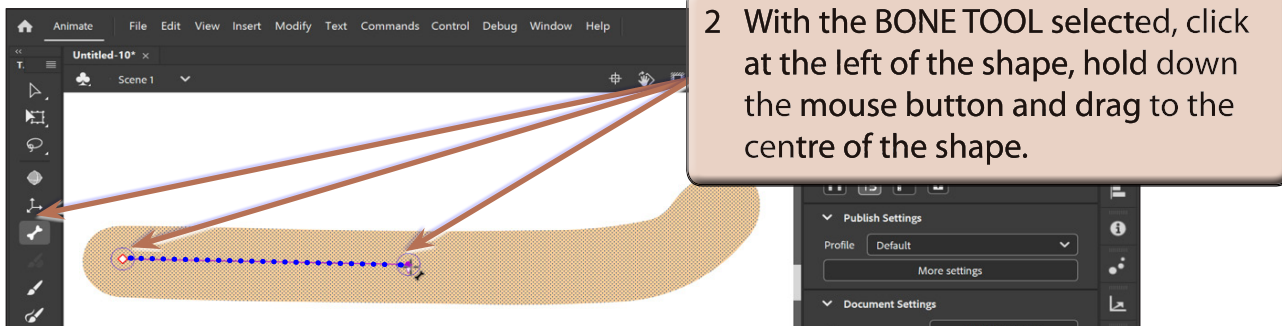 Animate File Edit View Insert Modify Text Commands Control Debug Window Help
Untitled-10* ×
T.
Scene 1
2 With the BONE TOOL selected, click
at the left of the shape, hold down
the mouse button and drag to the
centre of the shape.
Publish Settings
Profile Default
More settings
Document Settings